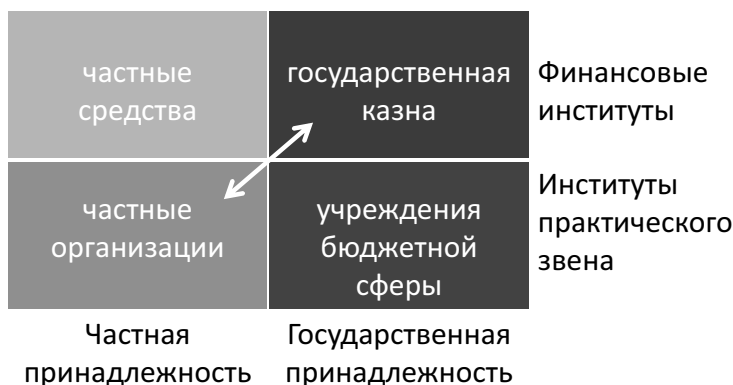 частные
средства
государственная
казна
Финансовые
институты
частные
организации
учреждения
бюджетной
сферы
Институты
практического
звена
Частная
принадлежность
Государственная
принадлежность